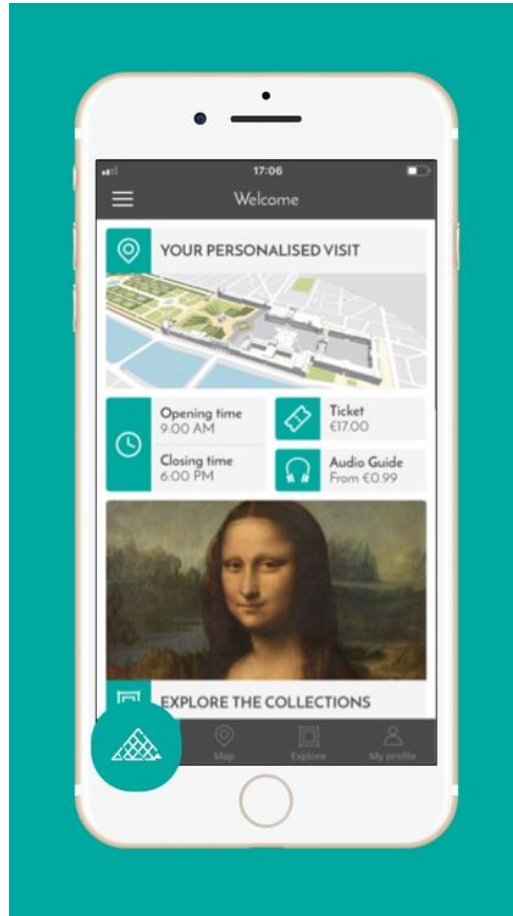 17:06
Welcome
YOUR PERSONALISED VISIT
Opening time
9:00 AM
Closing time
6:00 PM
Ticket
€17.00
Audio Guide
From €0.99
EXPLORE THE COLLECTIONS
Map
Explore
My profile